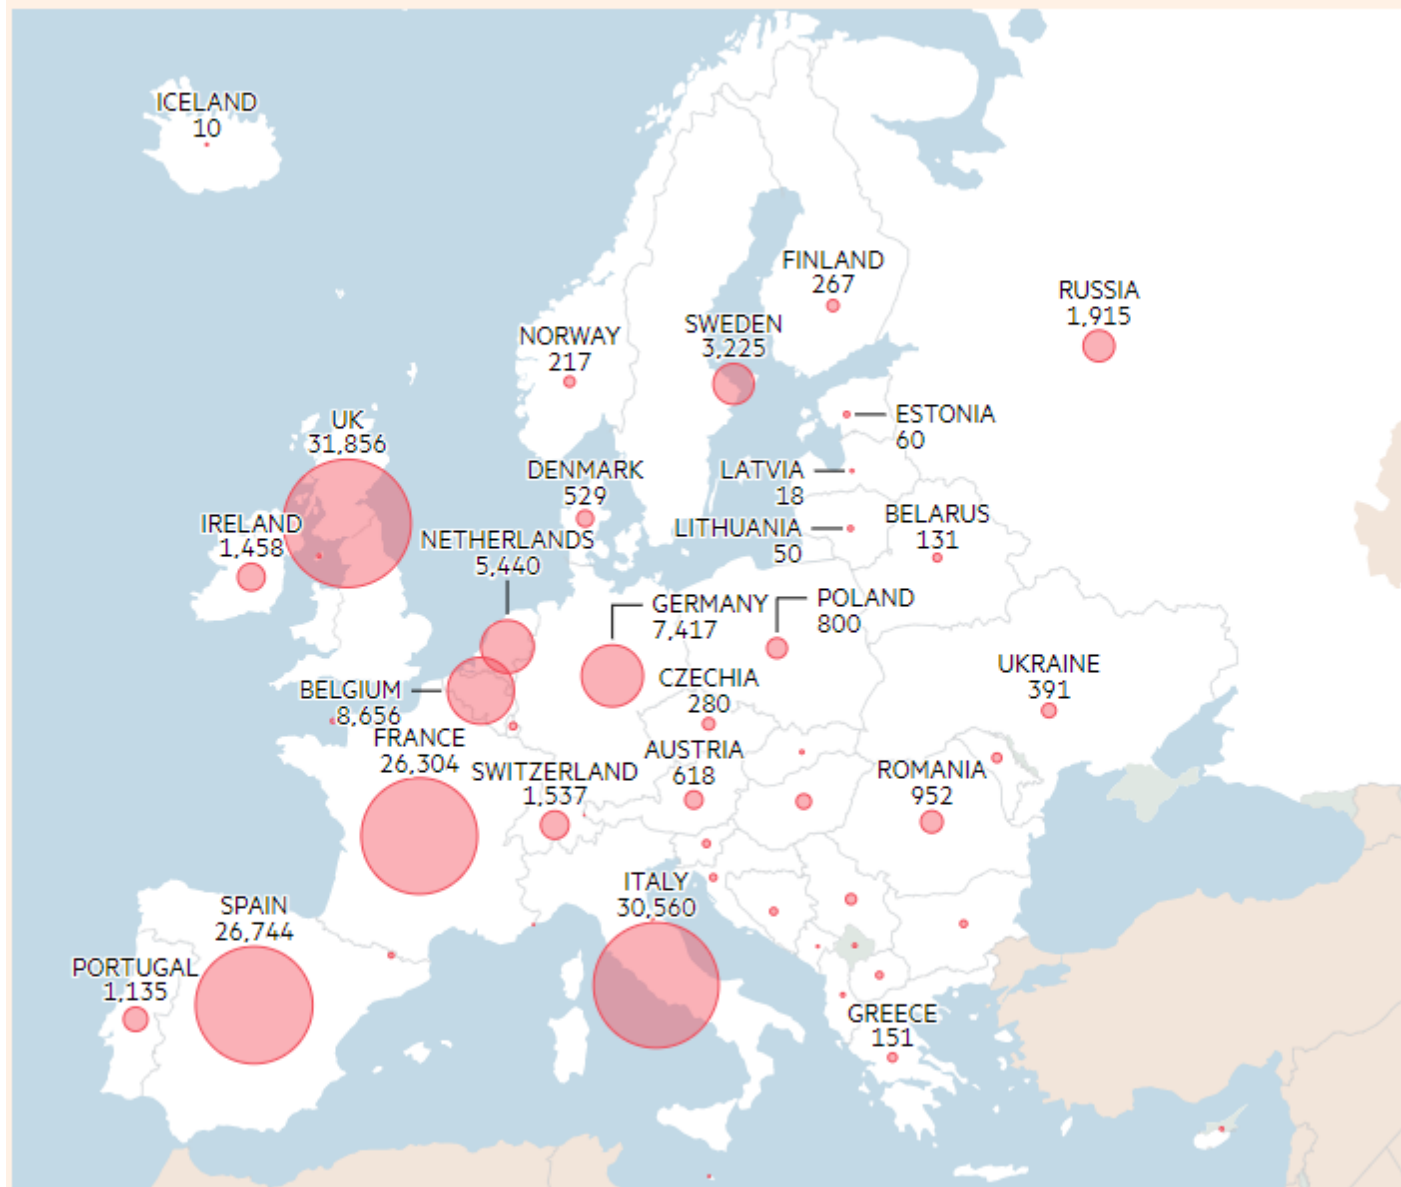 ICELAND
10
FINLAND
267
RUSSIA
1,915
SWEDEN
3,225
NORWAY
217
UK
31,856
ESTONIA
60
DENMARK
529
LATVIA
18
IRELAND
1,458
NETHERLANDS
5,440
LITHUANIA
50
BELARUS
131
GERMANY
7,417
POLAND
800
UKRAINE
391
BELGIUM
8,656
CZECHIA
280
FRANCE
26,304
SWITZERLAND
1,537
AUSTRIA
618
ROMANIA
952
ITALY
30,560
SPAIN
26,744
PORTUGAL
1,135
GREECE
151